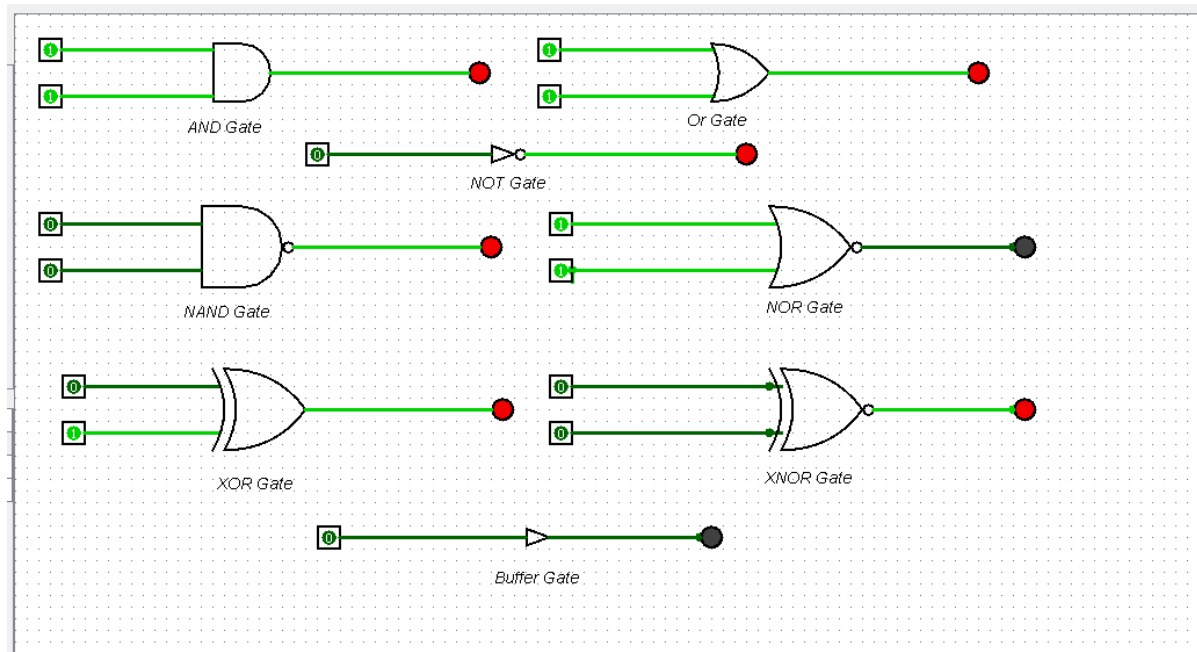 1
1
1
1
AND Gate
Or Gate
0
NOT Gate
0
0
1
1
NAND Gate
NOR Gate
0
1
0
0
XOR Gate
XNOR Gate
0
Buffer Gate